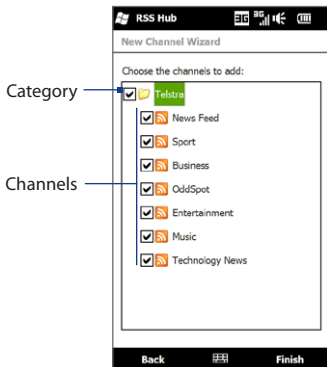 RSS Hub
3G 3G
New Channel Wizard
Choose the channels to add:
Category
Telstra
News Feed
Sport
Business
Channels
OddSpot
Entertainment
Music
Technology News
Back Finish